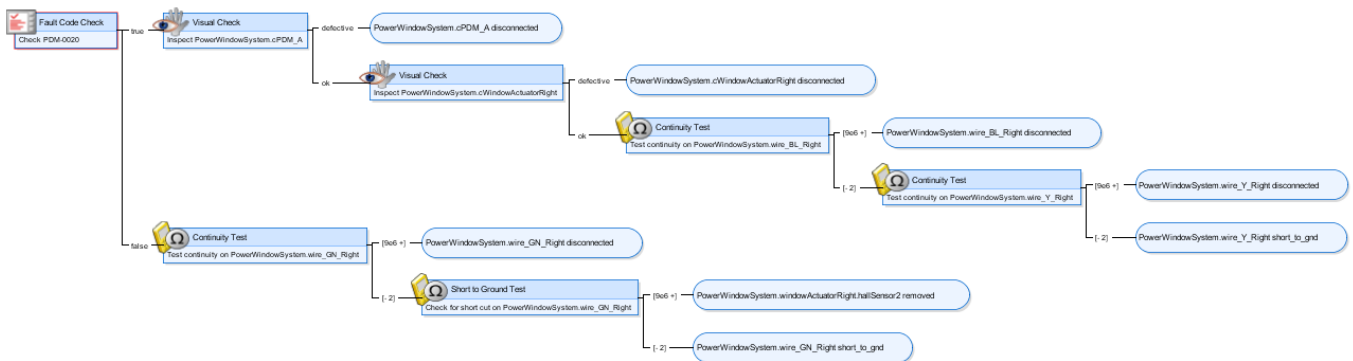 Fault Code Check
Check PDM-0020
true
Visual Check
Inspect PowerWindowSystem.cPDM_A
defective
PowerWindowSystem.cPDM_A disconnected
ok
Visual Check
Inspect PowerWindowSystem.cWindowActuatorRight
defective
PowerWindowSystem.cWindowActuatorRight disconnected
ok
Ω
Continuity Test
Test continuity on PowerWindowSystem.wire_BL_Right
[9e6 +]
PowerWindowSystem.wire_BL_Right disconnected
[- 2]
Ω
Continuity Test
Test continuity on PowerWindowSystem.wire_Y_Right
[9e6 +]
PowerWindowSystem.wire_Y_Right disconnected
[- 2]
PowerWindowSystem.wire_Y_Right short_to_gnd
false
Ω
Continuity Test
Test continuity on PowerWindowSystem.wire_GN_Right
[9e6 +]
PowerWindowSystem.wire_GN_Right disconnected
[- 2]
Ω
Short to Ground Test
Check for short cut on PowerWindowSystem.wire_GN_Right
[9e6 +]
PowerWindowSystem.windowActuatorRight.hallSensor2 removed
[- 2]
PowerWindowSystem.wire_GN_Right short_to_gnd